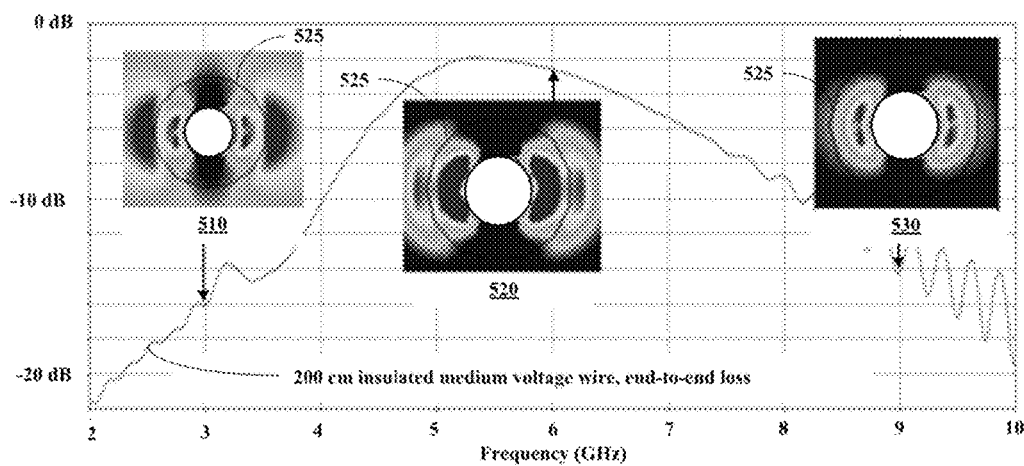 0 dB
525
525
525
-10 dB
510
530
520
-20 dB
200 cm insulated medium voltage wire, end-to-end loss
2 3 4 5 6 7 8 9 10
Frequency (GHz)